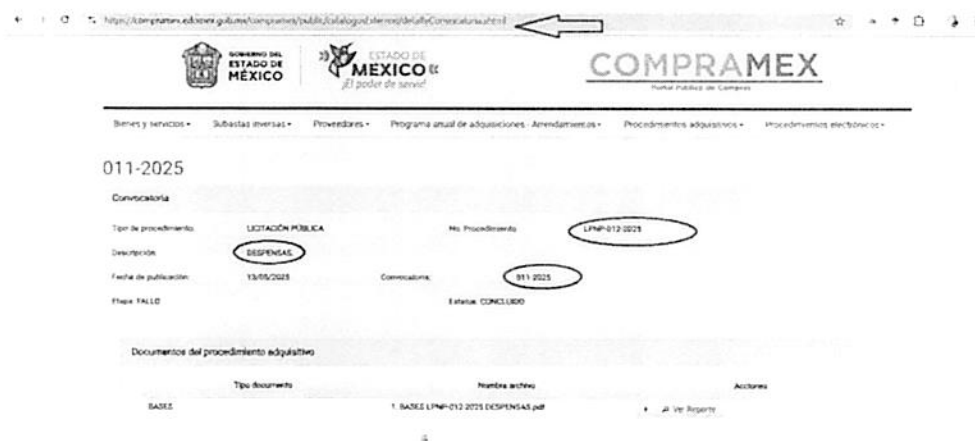 GOBIERNO DEL
ESTADO DE
MÉXICO
ESTADO DE
MÉXICO
¡El poder de servir!
COMPRAMEX
Portal Público de Compras
Bienes y servicios Subastas inversas Proveedores Programa anual de adquisiciones - Arrendamientos Procedimientos adquisitivos Procedimientos electrónicos
011-2025
Convocatoria
Tipo de procedimiento: LICITACIÓN PÚBLICA No. Procedimiento: LPNP-012-2025
Descripción: DESPENSAS.
Fecha de publicación: 13/05/2025 Convocatoria: 011-2025
Etapa: FALLO Estatus: CONCLUIDO
Documentos del procedimiento adquisitivo
Tipo documento Nombre archivo Acciones
BASES 1. BASES LPNP-012 2025 DESPENSAS.pdf Ver Reporte